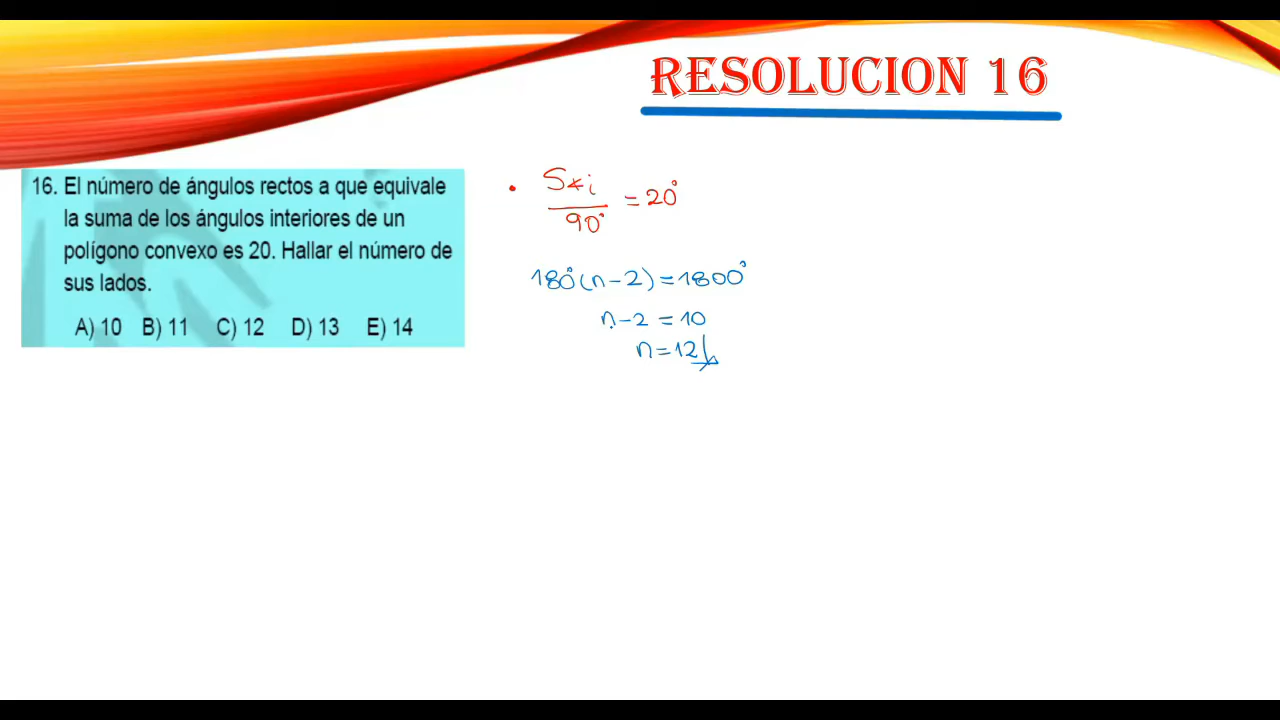 RESOLUCION 16
16. El número de ángulos rectos a que equivale
la suma de los ángulos interiores de un
polígono convexo es 20. Hallar el número de
sus lados.
A) 10 B) 11 C) 12 D) 13 E) 14
• S∢i / 90° = 20°
180°(n-2) = 1800°
n-2 = 10
n = 12